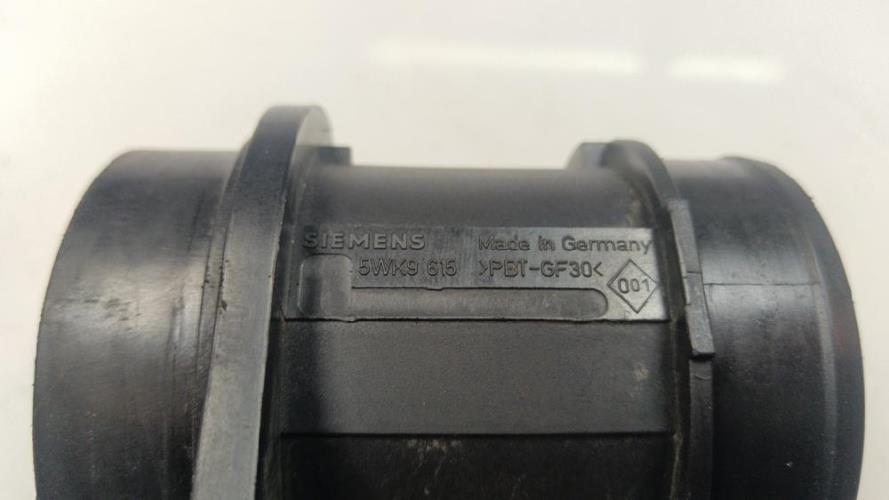 SIEMENS Made in Germany
5WK9 615 >PBT-GF30< 001